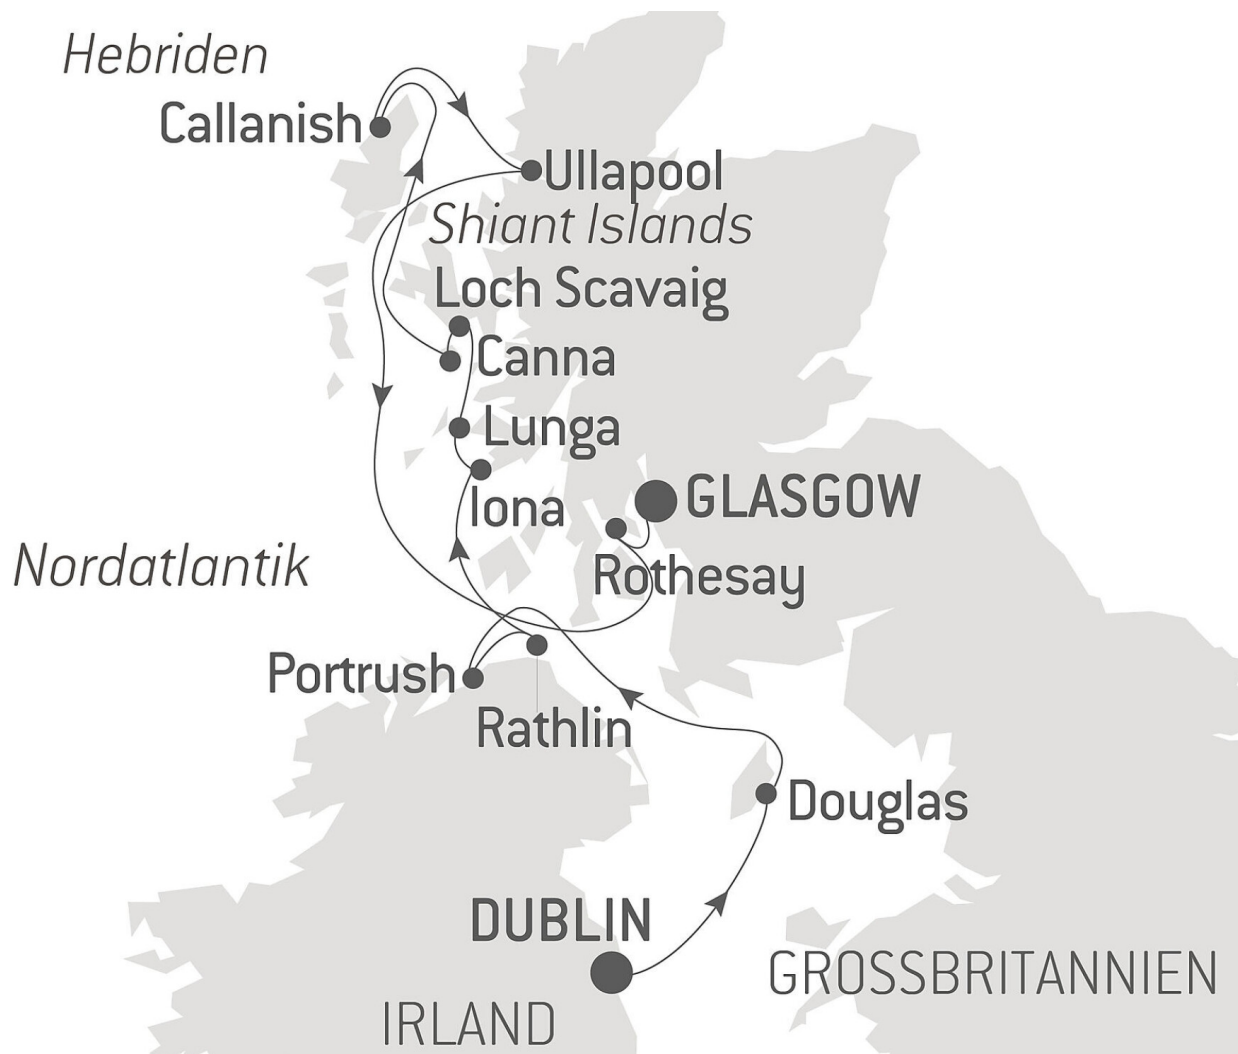 Hebriden
Callanish
Ullapool
Shiant Islands
Loch Scavaig
Canna
Lunga
Iona
GLASGOW
Rothesay
Nordatlantik
Portrush
Rathlin
Douglas
DUBLIN
GROSSBRITANNIEN
IRLAND